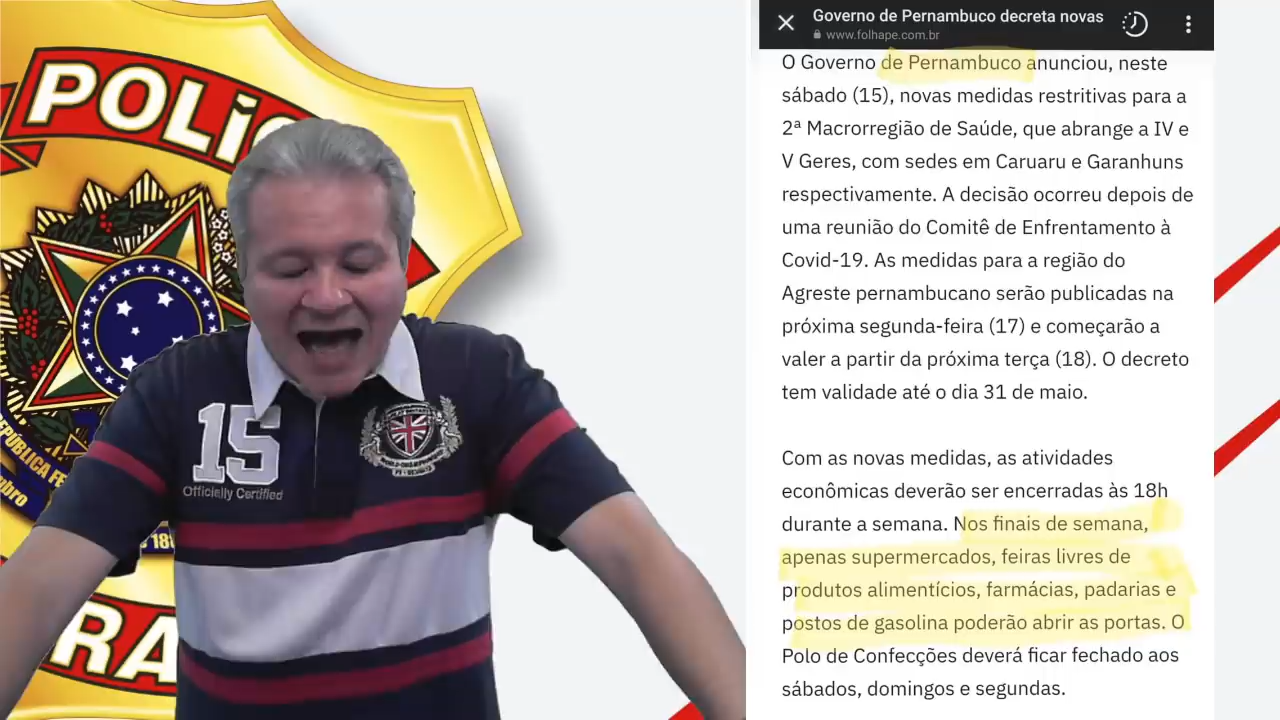 POLIC
REPÚBLICA FE
mbro
RA
15
Officially Certified
Governo de Pernambuco decreta novas
www.folhape.com.br
O Governo de Pernambuco anunciou, neste
sábado (15), novas medidas restritivas para a
2ª Macrorregião de Saúde, que abrange a IV e
V Geres, com sedes em Caruaru e Garanhuns
respectivamente. A decisão ocorreu depois de
uma reunião do Comitê de Enfrentamento à
Covid-19. As medidas para a região do
Agreste pernambucano serão publicadas na
próxima segunda-feira (17) e começarão a
valer a partir da próxima terça (18). O decreto
tem validade até o dia 31 de maio.
Com as novas medidas, as atividades
econômicas deverão ser encerradas às 18h
durante a semana. Nos finais de semana,
apenas supermercados, feiras livres de
produtos alimentícios, farmácias, padarias e
postos de gasolina poderão abrir as portas. O
Polo de Confecções deverá ficar fechado aos
sábados, domingos e segundas.